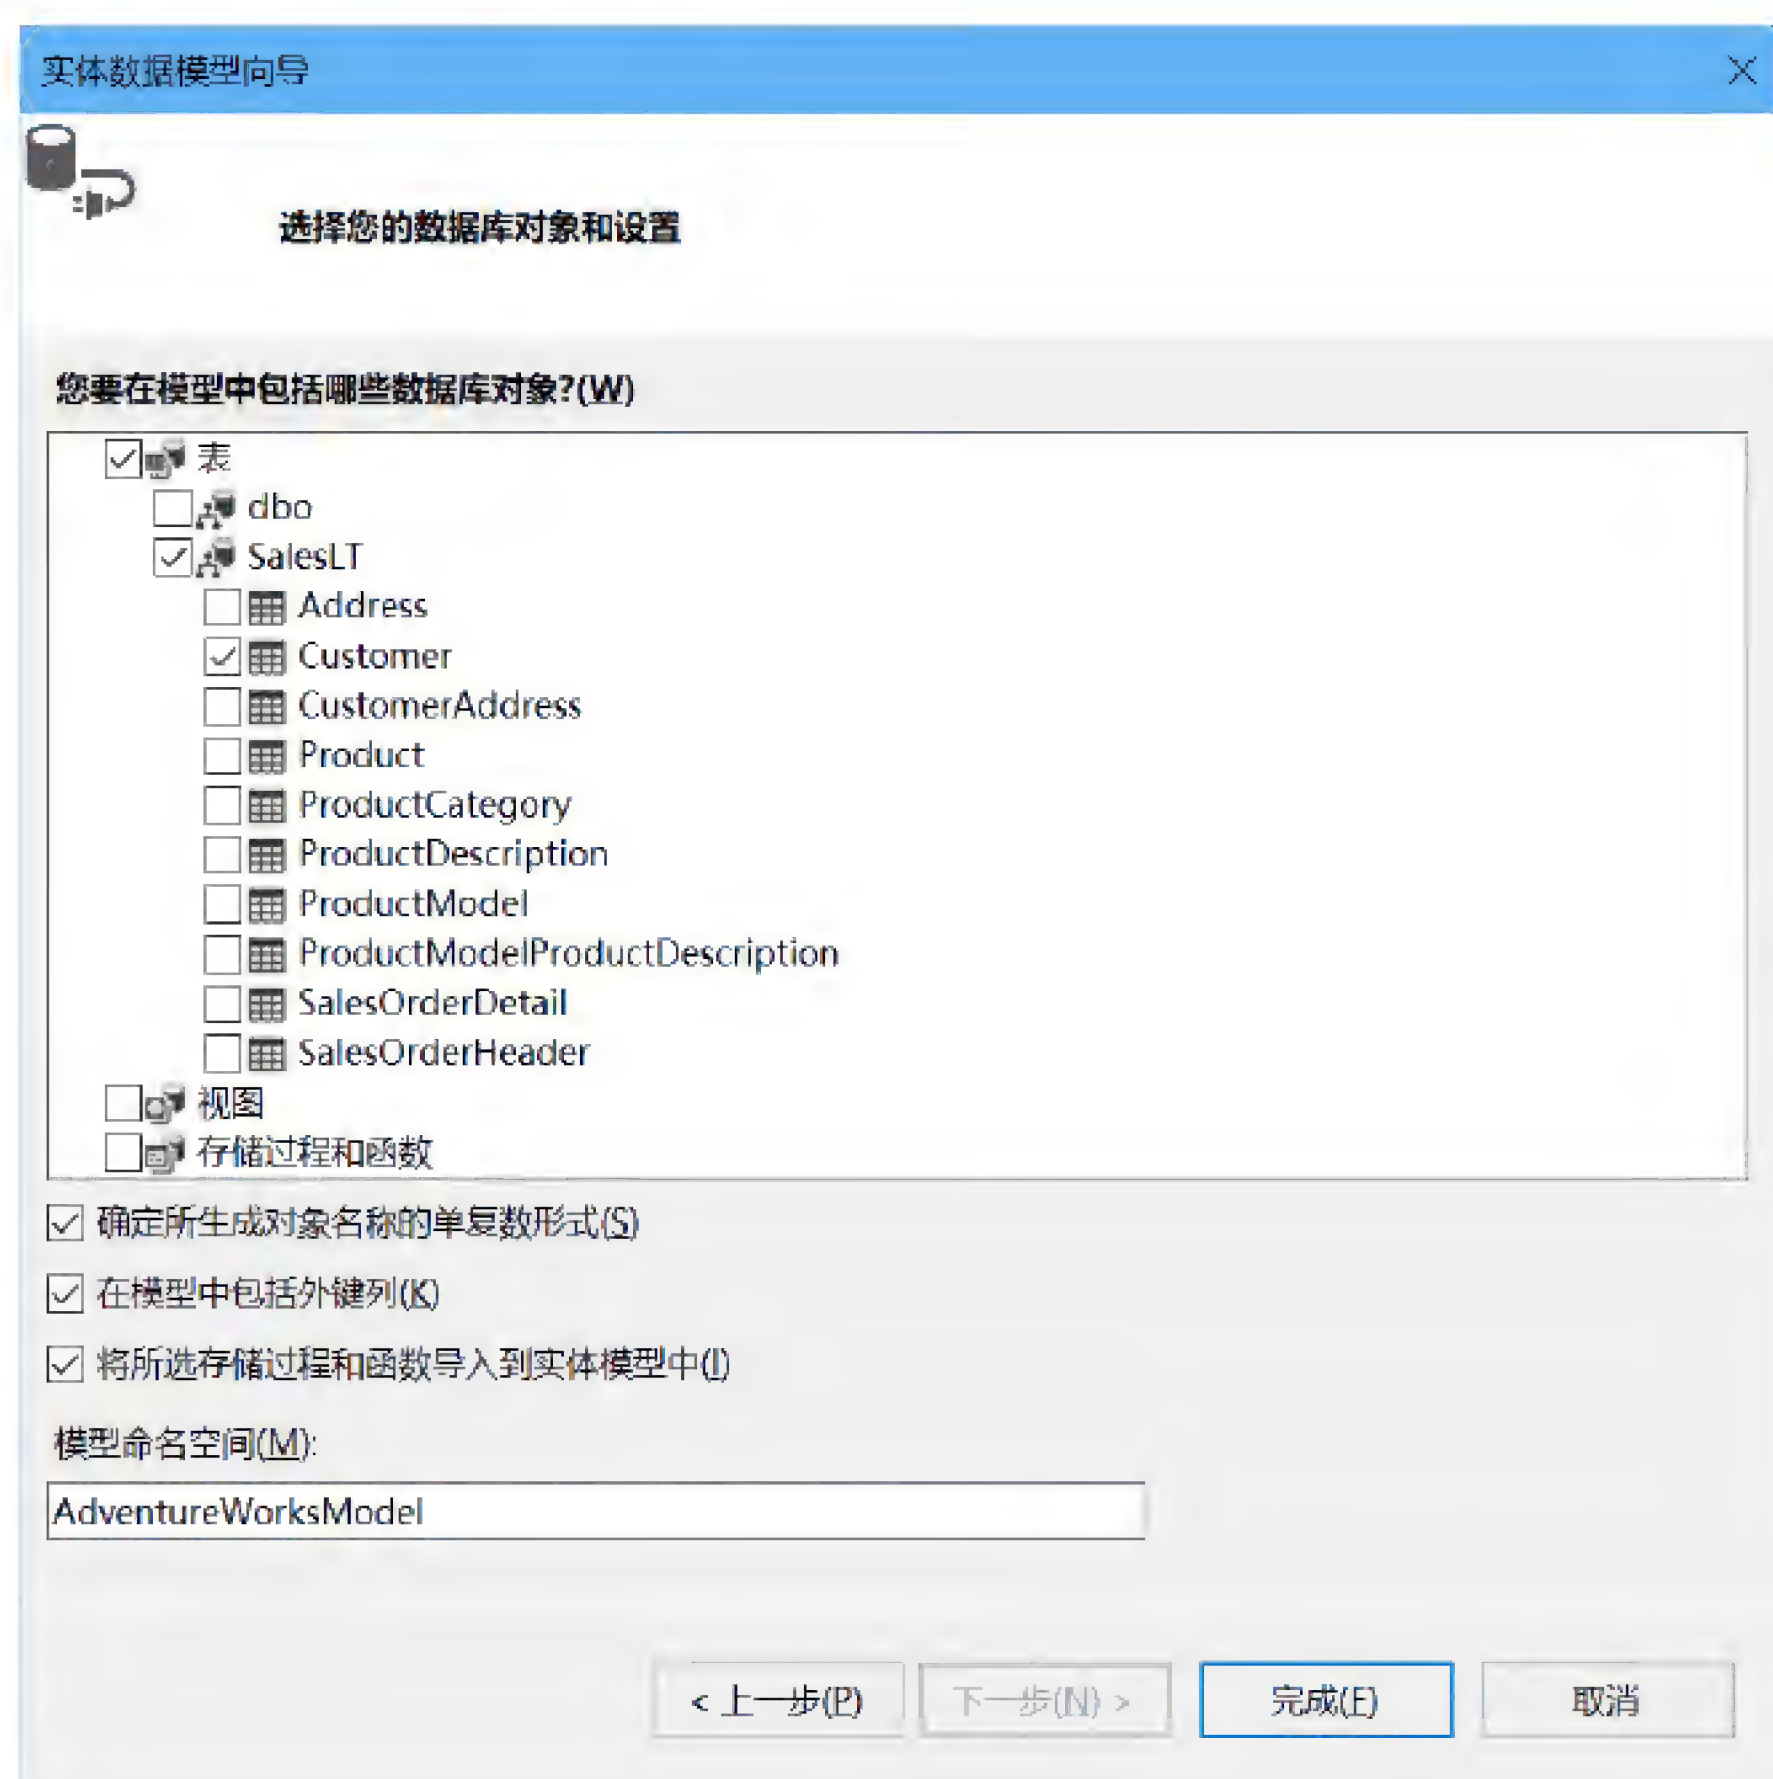 实体数据模型向导
选择您的数据库对象和设置
您要在模型中包括哪些数据库对象?(W)
表
dbo
SalesLT
Address
Customer
CustomerAddress
Product
ProductCategory
ProductDescription
ProductModel
ProductModelProductDescription
SalesOrderDetail
SalesOrderHeader
视图
存储过程和函数
确定所生成对象名称的单复数形式(S)
在模型中包括外键列(K)
将所选存储过程和函数导入到实体模型中(I)
模型命名空间(M):
AdventureWorksModel
< 上一步(P) 下一步(N) > 完成(F) 取消